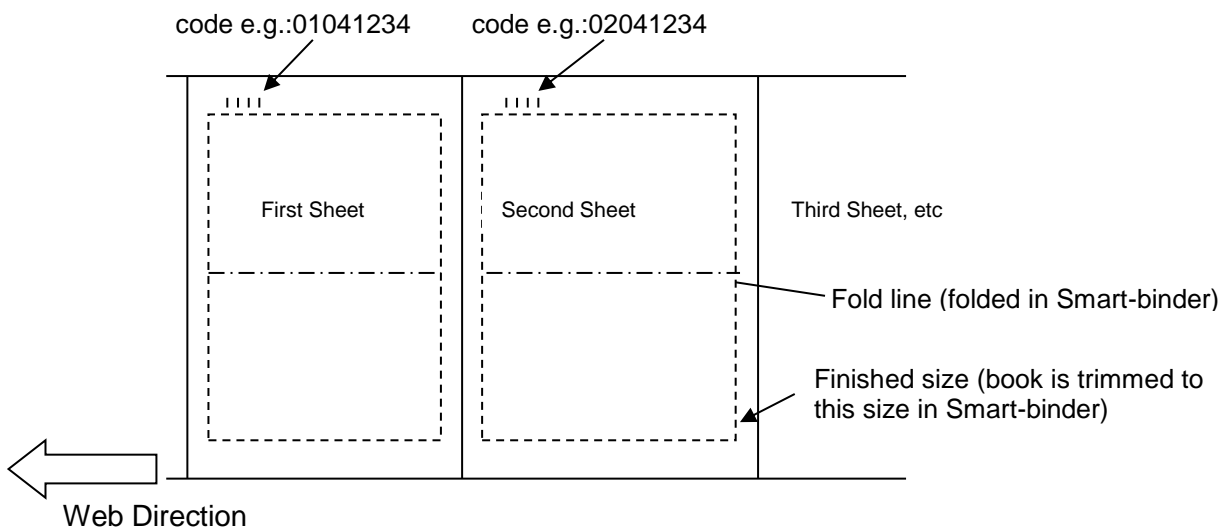 code e.g.:01041234
code e.g.:02041234
First Sheet
Second Sheet
Third Sheet, etc
Fold line (folded in Smart-binder)
Finished size (book is trimmed to
this size in Smart-binder)
Web Direction